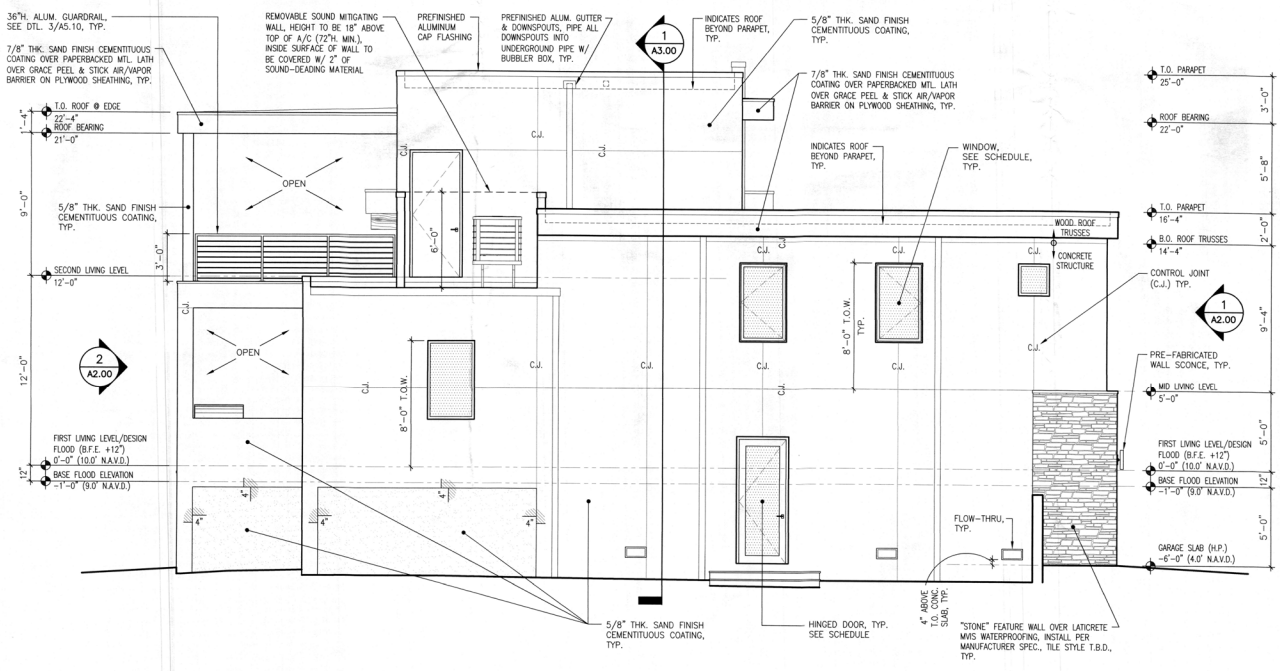 36"H. ALUM. GUARDRAIL,
SEE DTL. 3/A5.10, TYP.
7/8" THK. SAND FINISH CEMENTITUOUS
COATING OVER PAPERBACKED MTL. LATH
OVER GRACE PEEL & STICK AIR/VAPOR
BARRIER ON PLYWOOD SHEATHING, TYP.
REMOVABLE SOUND MITIGATING
WALL, HEIGHT TO BE 18" ABOVE
TOP OF A/C (72"H. MIN.),
INSIDE SURFACE OF WALL TO
BE COVERED W/ 2" OF
SOUND-DEADING MATERIAL
PREFINISHED
ALUMINUM
CAP FLASHING
PREFINISHED ALUM. GUTTER
& DOWNSPOUTS, PIPE ALL
DOWNSPOUTS INTO
UNDERGROUND PIPE W/
BUBBLER BOX, TYP.
1
A3.00
INDICATES ROOF
BEYOND PARAPET,
TYP.
5/8" THK. SAND FINISH
CEMENTITUOUS COATING,
TYP.
7/8" THK. SAND FINISH CEMENTITUOUS
COATING OVER PAPERBACKED MTL. LATH
OVER GRACE PEEL & STICK AIR/VAPOR
BARRIER ON PLYWOOD SHEATHING, TYP.
T.O. PARAPET
25'-0"
3'-0"
ROOF BEARING
22'-0"
5'-8"
T.O. PARAPET
16'-4"
2'-0"
B.O. ROOF TRUSSES
14'-4"
9'-4"
1
A2.00
MID LIVING LEVEL
5'-0"
5'-0"
FIRST LIVING LEVEL/DESIGN
FLOOD (B.F.E. +12")
0'-0" (10.0' N.A.V.D.)
12"
BASE FLOOD ELEVATION
-1'-0" (9.0' N.A.V.D.)
5'-0"
GARAGE SLAB (H.P.)
-6'-0" (4.0' N.A.V.D.)
T.O. ROOF @ EDGE
22'-4"
1'-4"
ROOF BEARING
21'-0"
9'-0"
OPEN
5/8" THK. SAND FINISH
CEMENTITUOUS COATING,
TYP.
3'-0"
SECOND LIVING LEVEL
12'-0"
12'-0"
2
A2.00
OPEN
FIRST LIVING LEVEL/DESIGN
FLOOD (B.F.E. +12")
0'-0" (10.0' N.A.V.D.)
12"
BASE FLOOD ELEVATION
-1'-0" (9.0' N.A.V.D.)
C.J.
C.J.
C.J.
C.J.
6'-0"
INDICATES ROOF
BEYOND PARAPET,
TYP.
WINDOW,
SEE SCHEDULE,
TYP.
WOOD ROOF
TRUSSES
CONCRETE
STRUCTURE
CONTROL JOINT
(C.J.) TYP.
C.J.
C.J.
C.J.
C.J.
C.J.
8'-0" T.O.W.
TYP.
C.J.
C.J.
C.J.
C.J.
C.J.
C.J.
C.J.
8'-0" T.O.W.
PRE-FABRICATED
WALL SCONCE, TYP.
4"
4"
4"
4"
4"
FLOW-THRU,
TYP.
4" ABOVE
T.O. CONC.
SLAB, TYP.
5/8" THK. SAND FINISH
CEMENTITUOUS COATING,
TYP.
HINGED DOOR, TYP.
SEE SCHEDULE
"STONE" FEATURE WALL OVER LATICRETE
MVIS WATERPROOFING, INSTALL PER
MANUFACTURER SPEC., TILE STYLE T.B.D.,
TYP.